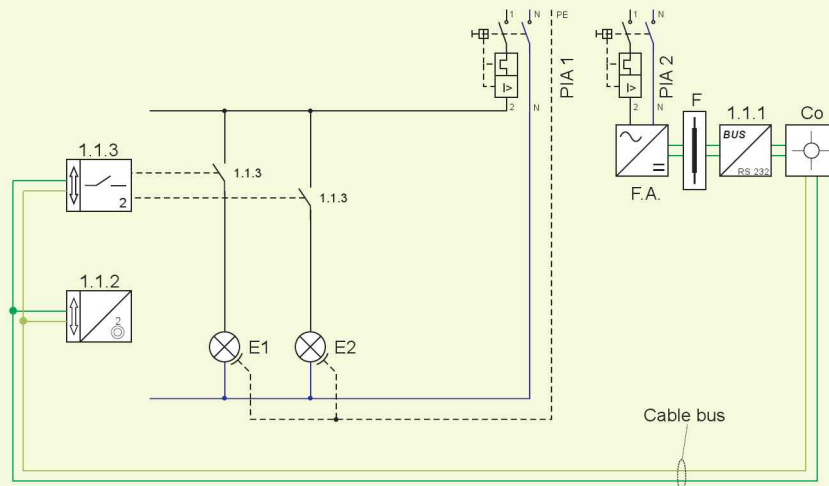 1 N PE 1 N
PIA 1
PIA 2
I> I>
2 N 2 N
F 1.1.1 Co
BUS
RS 232
F.A.
1.1.3
2
1.1.3
1.1.3
1.1.2
2
E1 E2
Cable bus